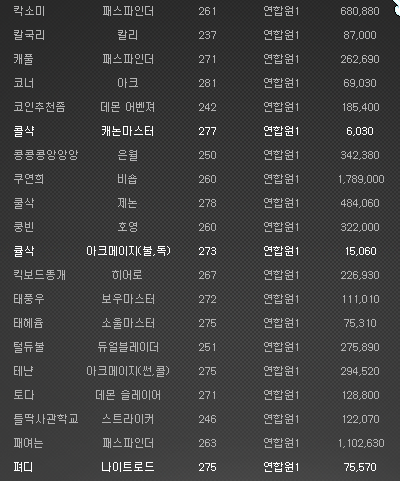 칵소미 패스파인더 261 연합원1 680,880
칼국리 칼리 237 연합원1 87,000
캐풀 패스파인더 271 연합원1 262,690
코너 아크 281 연합원1 69,030
코인추천좀 데몬 어벤져 242 연합원1 185,400
콜삭 캐논마스터 277 연합원1 6,030
콩콩콩앙앙앙 은월 250 연합원1 342,380
쿠연희 비숍 260 연합원1 1,789,000
쿨삭 제논 278 연합원1 484,060
쿵빈 호영 260 연합원1 322,000
큘삭 아크메이지(불,독) 273 연합원1 15,060
킥보드똥개 히어로 267 연합원1 226,930
태풍우 보우마스터 272 연합원1 111,010
태혜윰 소울마스터 275 연합원1 75,310
털듀불 듀얼블레이더 251 연합원1 275,890
테냔 아크메이지(썬,콜) 275 연합원1 294,520
토다 데몬 슬레이어 271 연합원1 128,800
틀딱사관학교 스트라이커 246 연합원1 122,070
패여는 패스파인더 263 연합원1 1,102,630
펴디 나이트로드 275 연합원1 75,570